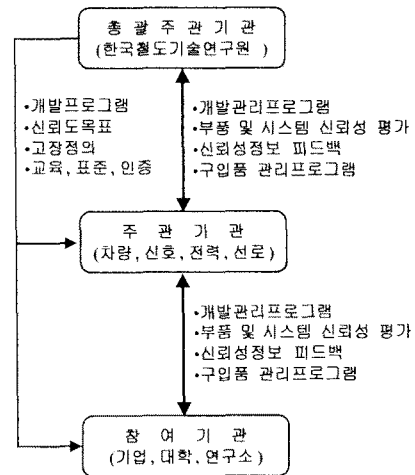 총 괄 주 관 기 관
(한국철도기술연구원)
•개발프로그램
•신뢰도목표
•고장정의
•교육, 표준, 인증
•개발관리프로그램
•부품 및 시스템 신뢰성 평가
•신뢰성정보 피드백
•구입품 관리프로그램
주 관 기 관
(차량, 신호, 전력, 선로)
•개발관리프로그램
•부품 및 시스템 신뢰성 평가
•신뢰성정보 피드백
•구입품 관리프로그램
참 여 기 관
(기업, 대학, 연구소)